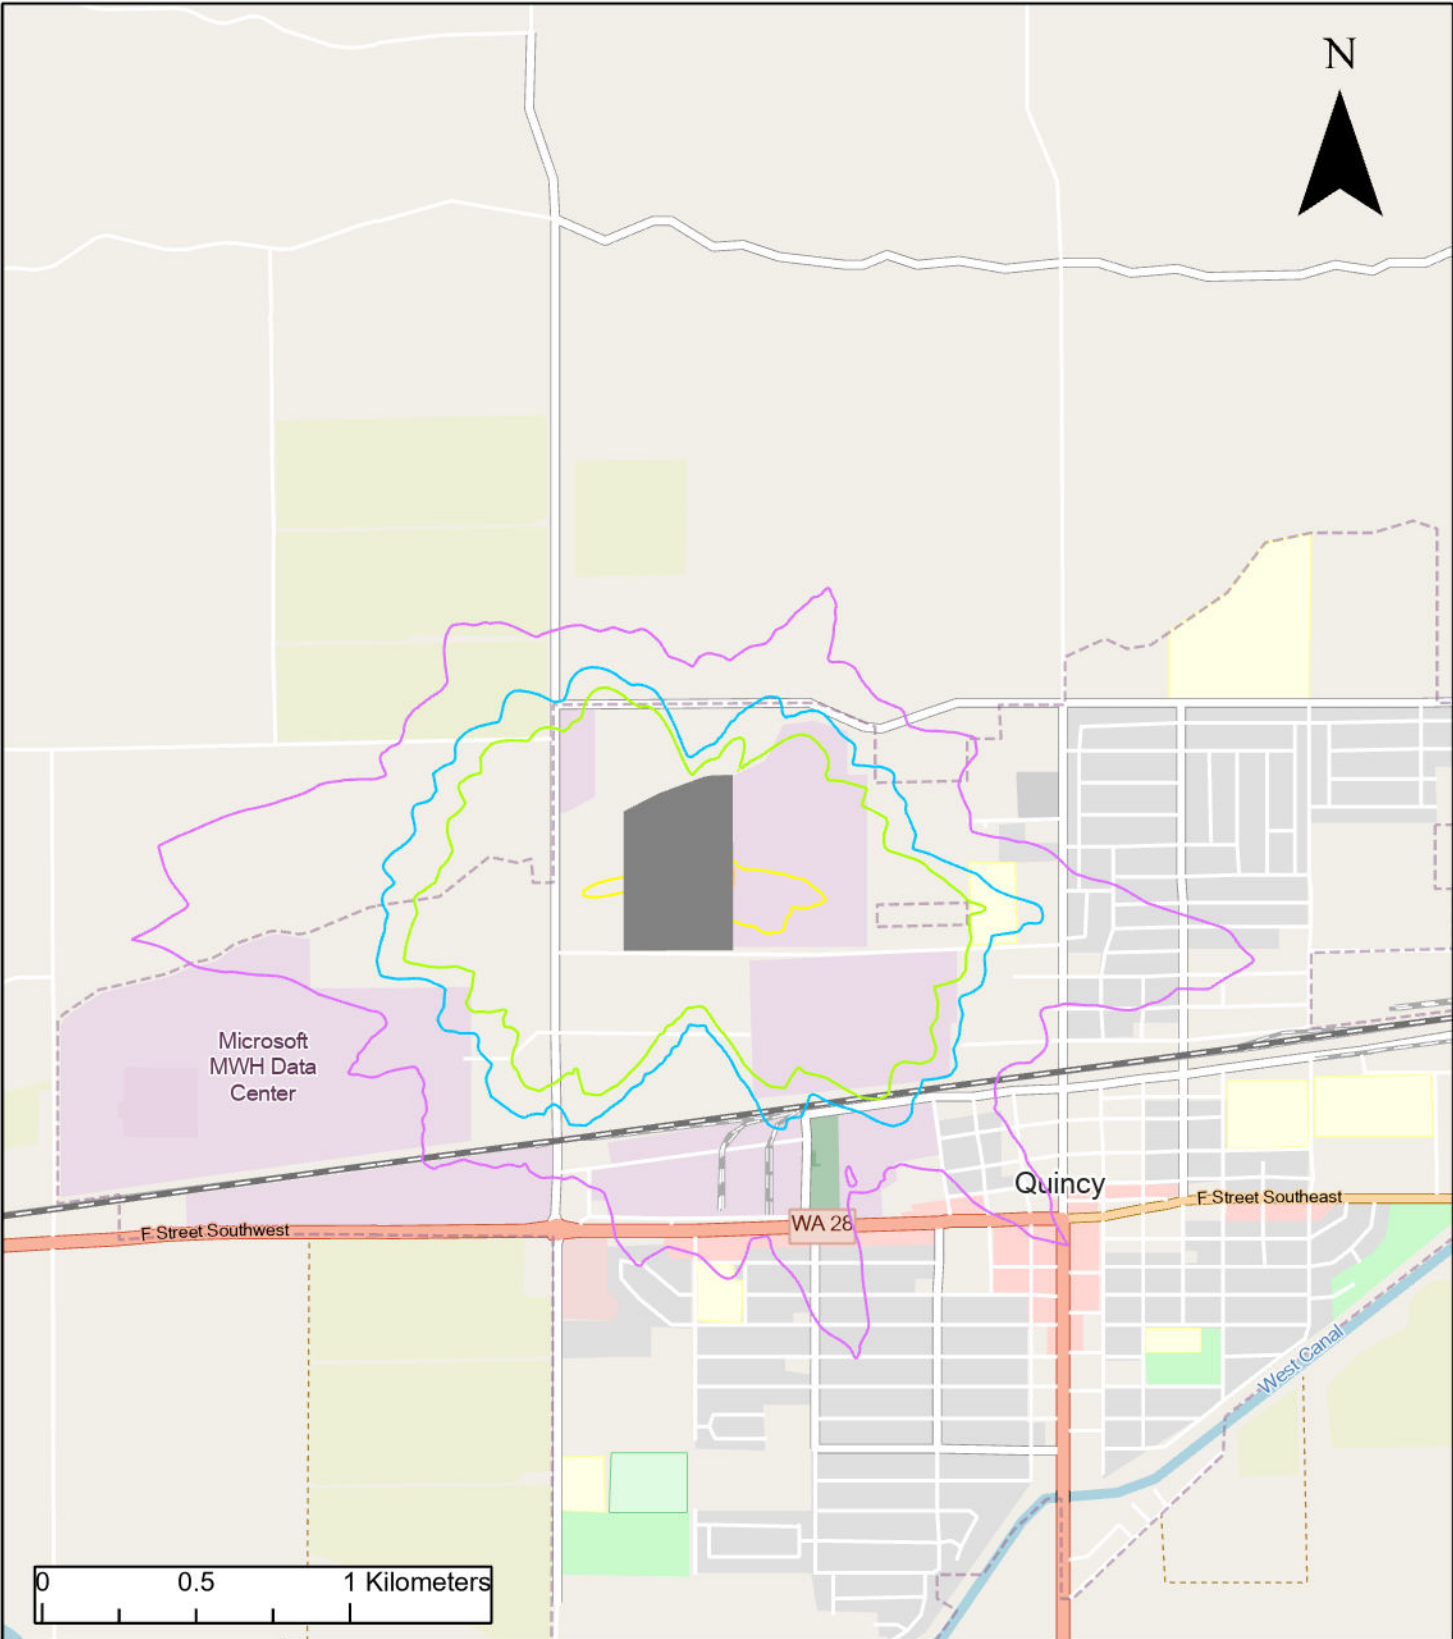 N
Microsoft
MWH Data
Center
Quincy
F Street Southeast
WA 28
F Street Southwest
West Canal
0 0.5 1 Kilometers